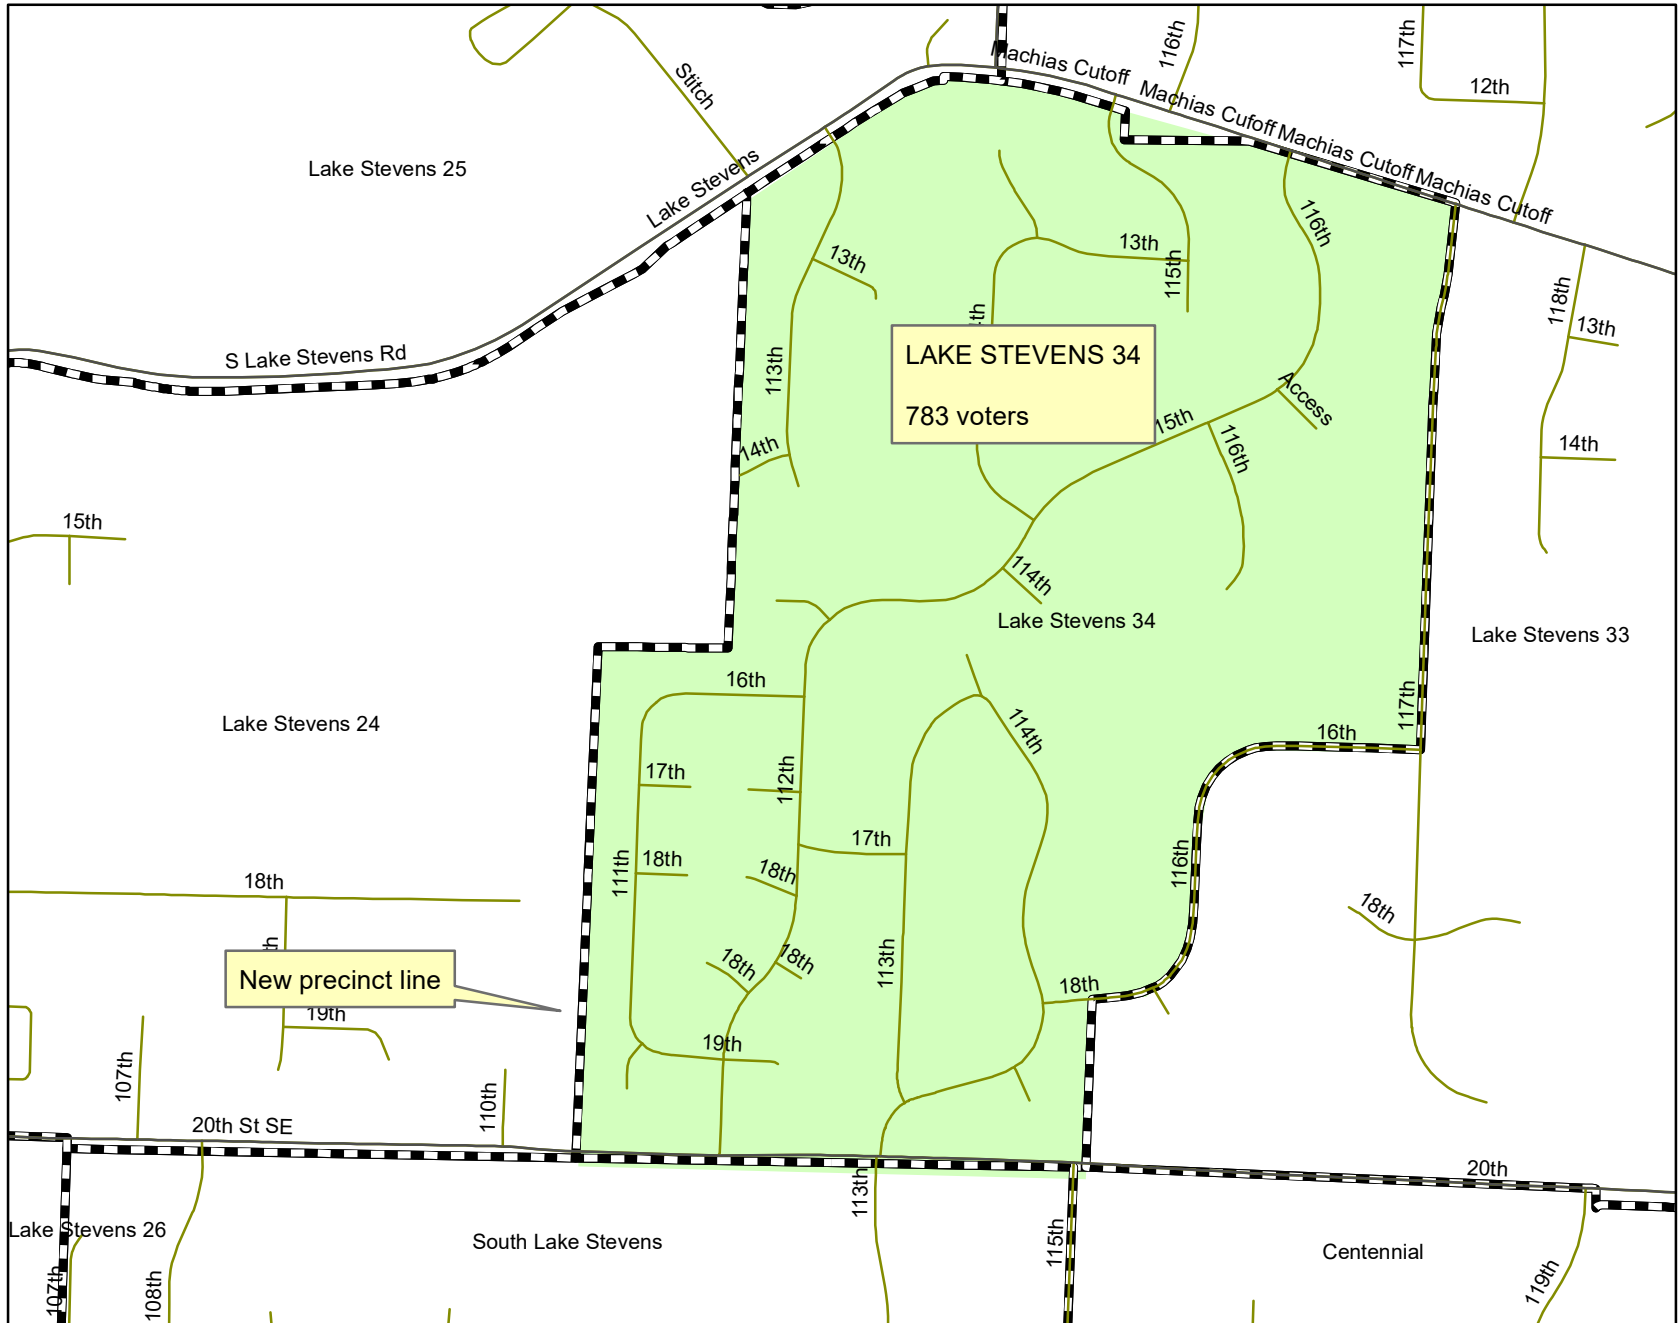 Machias Cutoff
116th
117th
12th
Stitch
Machias Cufoff
Machias Cutoff
Machias Cutoff
Lake Stevens 25
Lake Stevens
116th
13th
13th
115th
118th
13th
S Lake Stevens Rd
113th
LAKE STEVENS 34
783 voters
Access
15th
116th
14th
14th
15th
114th
Lake Stevens 34
Lake Stevens 33
16th
117th
Lake Stevens 24
114th
16th
17th
112th
17th
116th
111th
18th
18th
18th
18th
113th
18th
18th
18th
New precinct line
19th
19th
107th
110th
20th St SE
20th
113th
Lake Stevens 26
South Lake Stevens
115th
Centennial
107th
108th
119th